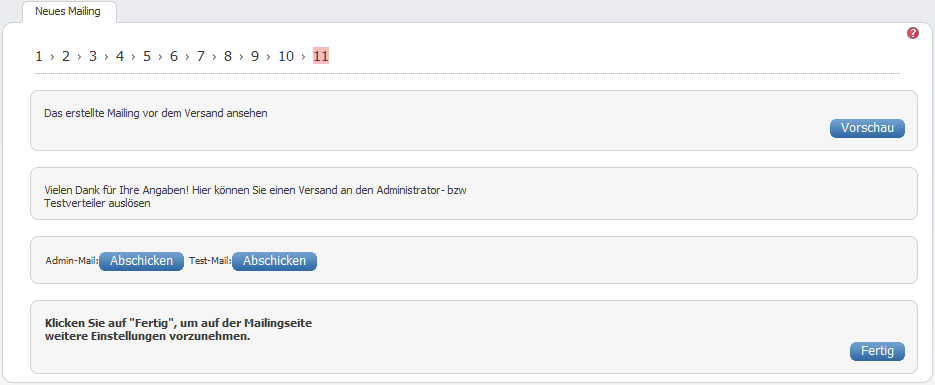 Neues Mailing
?
1 › 2 › 3 › 4 › 5 › 6 › 7 › 8 › 9 › 10 › 11
Das erstellte Mailing vor dem Versand ansehen
Vorschau
Vielen Dank für Ihre Angaben! Hier können Sie einen Versand an den Administrator- bzw
Testverteiler auslösen
Admin-Mail: Abschicken Test-Mail: Abschicken
Klicken Sie auf "Fertig", um auf der Mailingseite
weitere Einstellungen vorzunehmen.
Fertig